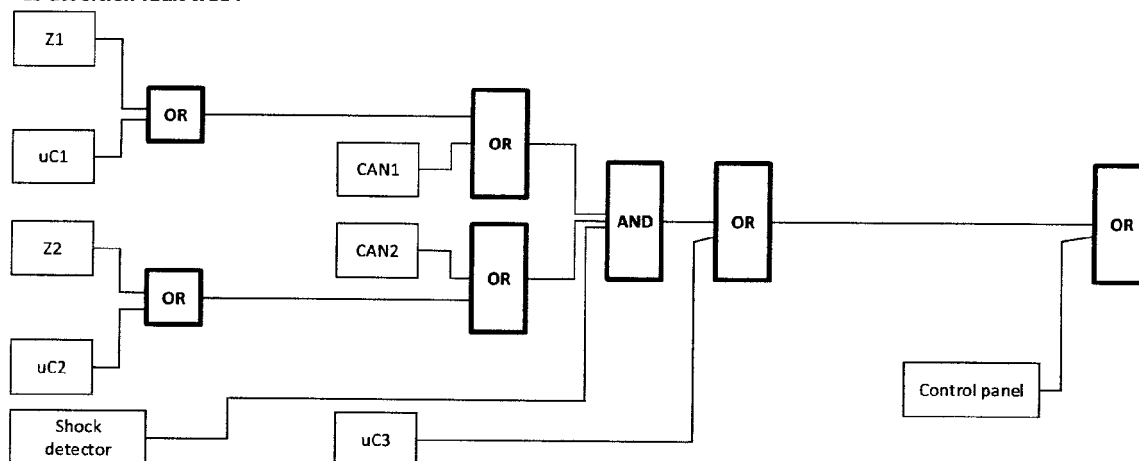 Z1
OR
uC1
CAN1
OR
AND
OR
OR
Z2
CAN2
OR
OR
uC2
Control panel
Shock
detector
uC3